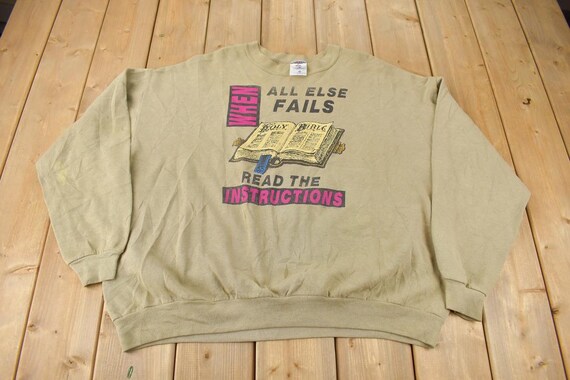 WHEN
ALL ELSE
FAILS
HOLY BIBLE
READ THE
INSTRUCTIONS